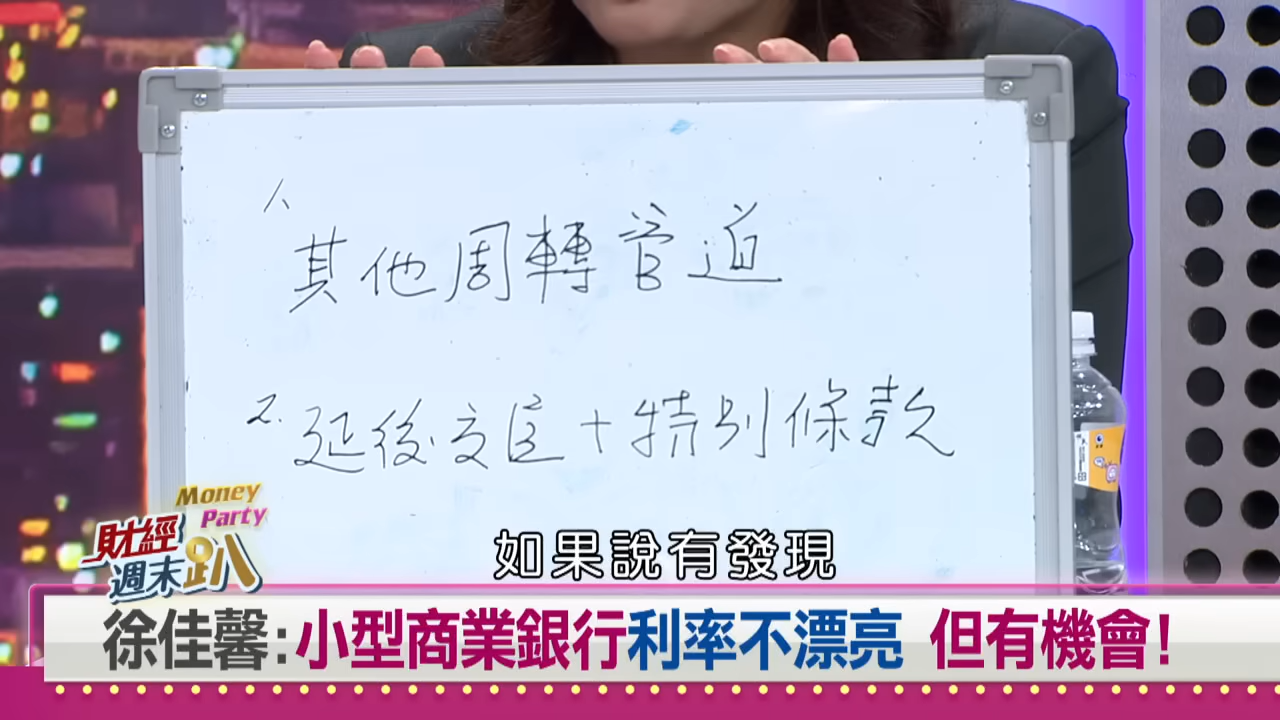 1.
其他周轉管道
2. 延後交屋+特別條款
Money
Party
財經
週末趴
如果說有發現
徐佳馨:小型商業銀行利率不漂亮 但有機會!